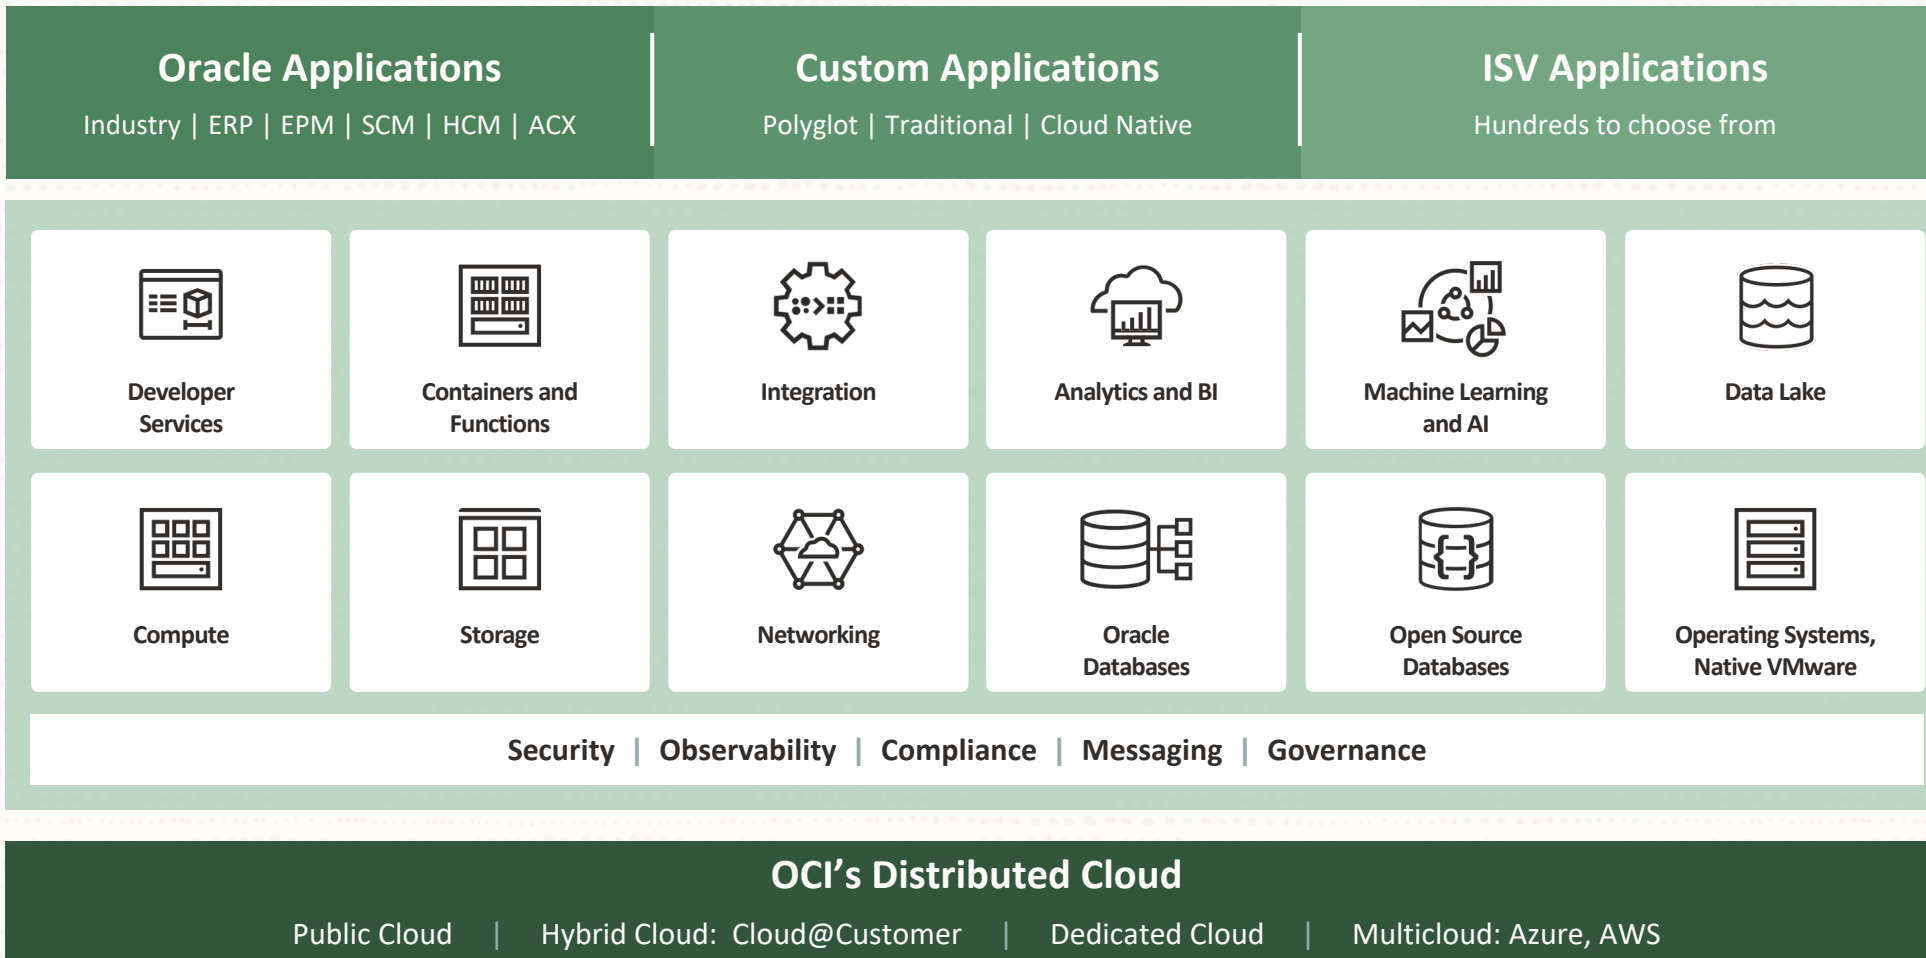 Oracle Applications
Industry | ERP | EPM | SCM | HCM | ACX
Custom Applications
Polyglot | Traditional | Cloud Native
ISV Applications
Hundreds to choose from
Developer
Services
Containers and
Functions
Integration
Analytics and BI
Machine Learning
and AI
Data Lake
Compute
Storage
Networking
Oracle
Databases
Open Source
Databases
Operating Systems,
Native VMware
Security | Observability | Compliance | Messaging | Governance
OCI’s Distributed Cloud
Public Cloud | Hybrid Cloud: Cloud@Customer | Dedicated Cloud | Multicloud: Azure, AWS